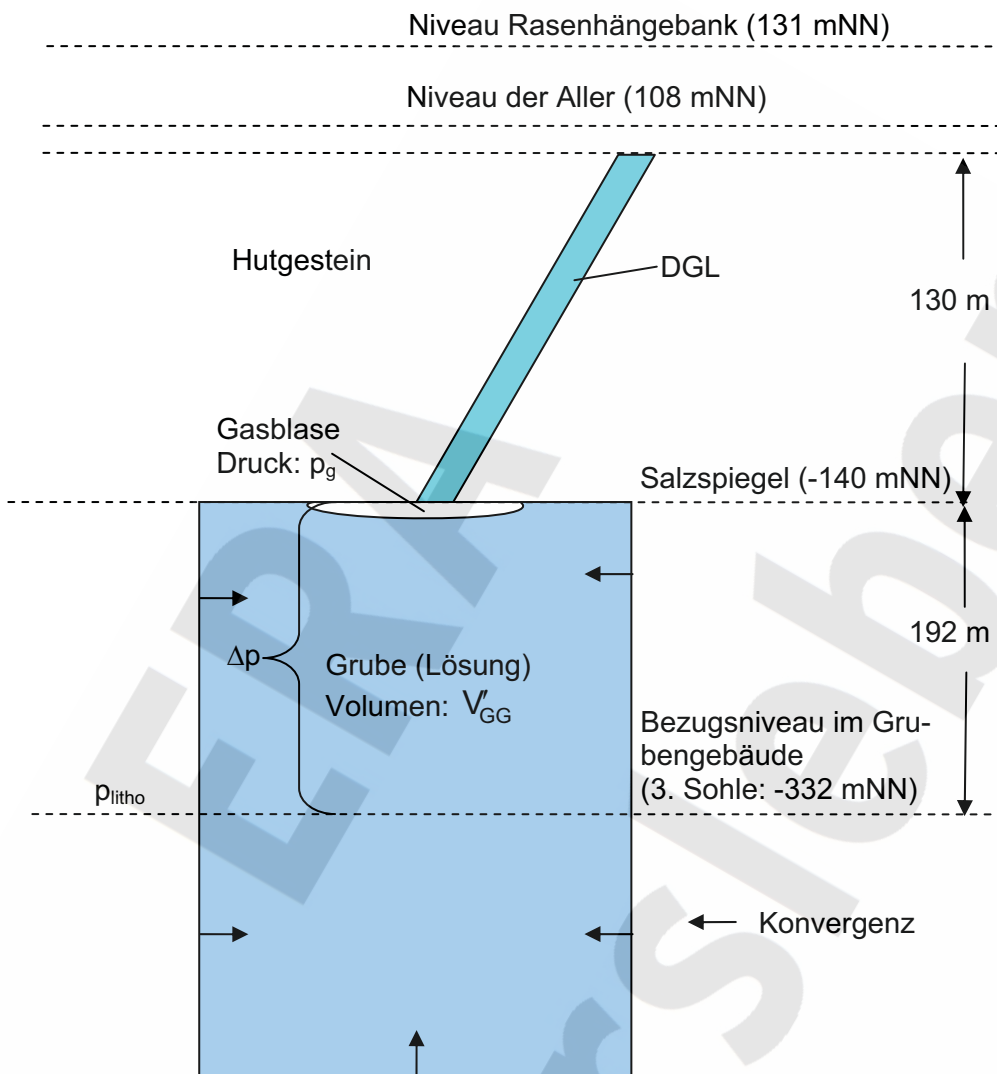 Niveau Rasenhängebank (131 mNN)
Niveau der Aller (108 mNN)
Hutgestein
DGL
130 m
Gasblase
Druck: pg
Salzspiegel (-140 mNN)
192 m
Δp
Grube (Lösung)
Volumen: V″GG
Bezugsniveau im Gru-
bengebäude
(3. Sohle: -332 mNN)
plitho
Konvergenz